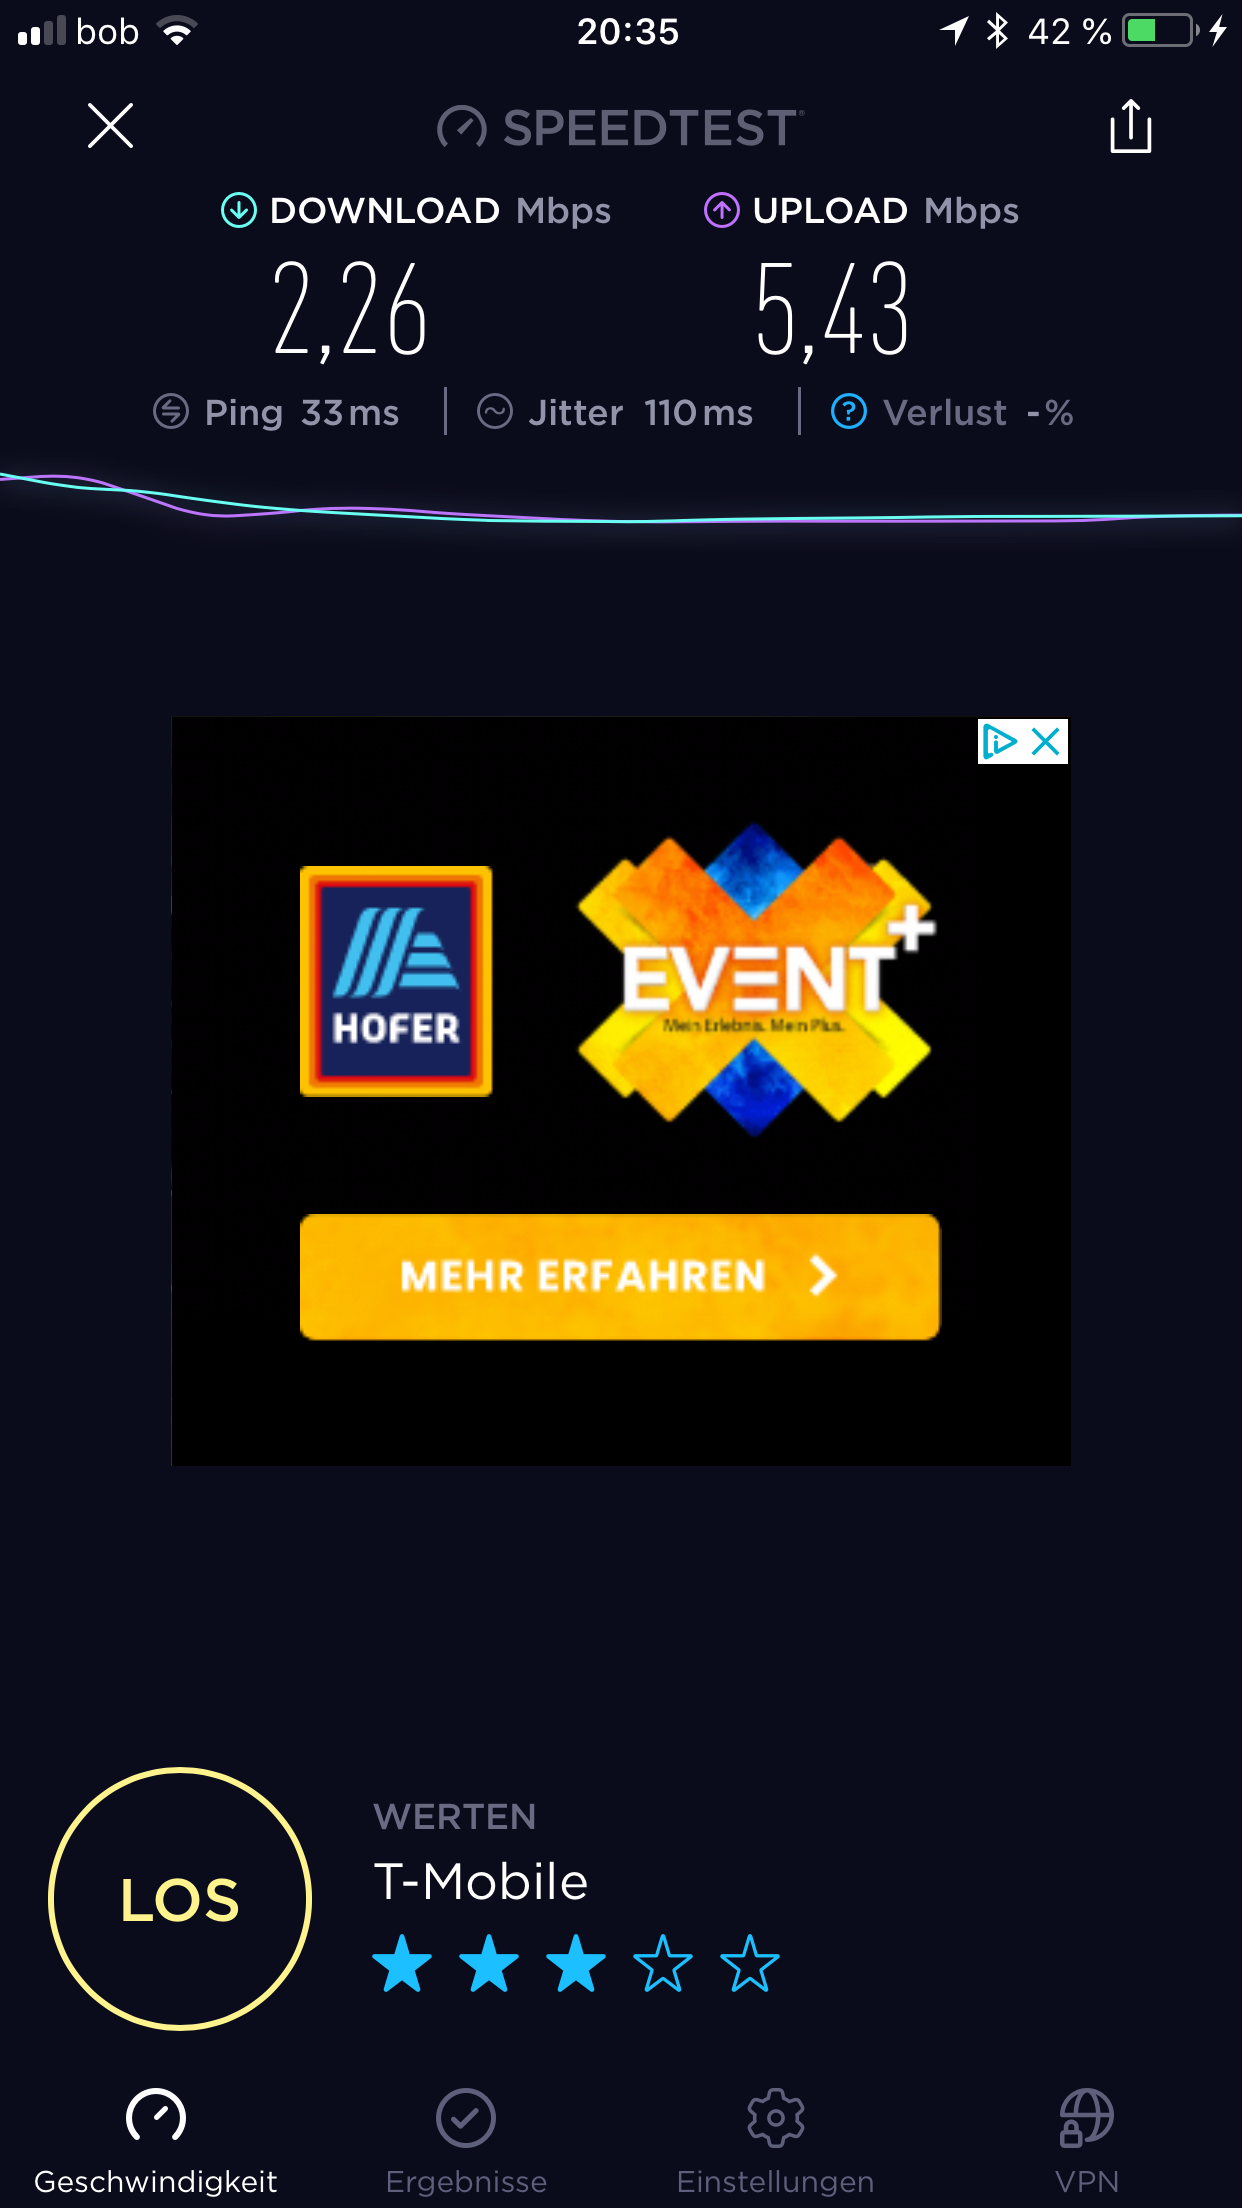 bob 20:35 42 %
SPEEDTEST
DOWNLOAD Mbps UPLOAD Mbps
2,26 5,43
Ping 33 ms Jitter 110 ms Verlust - %
HOFER
EVENT+
Mein Erlebnis. Mein Plus.
MEHR ERFAHREN
WERTEN
T-Mobile
LOS
Geschwindigkeit Ergebnisse Einstellungen VPN